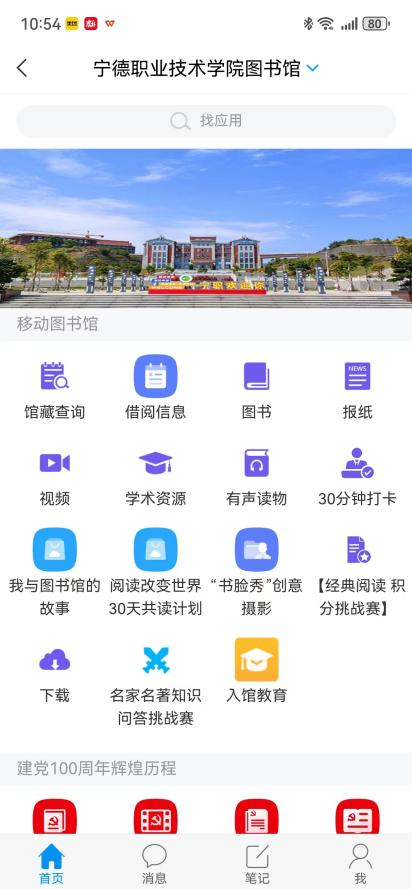 10:54
80
宁德职业技术学院图书馆
找应用
宁职欢迎你
移动图书馆
馆藏查询 借阅信息 图书 报纸
NEWS
视频 学术资源 有声读物 30分钟打卡
我与图书馆的 阅读改变世界 “书脸秀”创意 【经典阅读 积
故事 30天共读计划 摄影 分挑战赛】
下载 名家名著知识 入馆教育
问答挑战赛
建党100周年辉煌历程
首页 消息 笔记 我